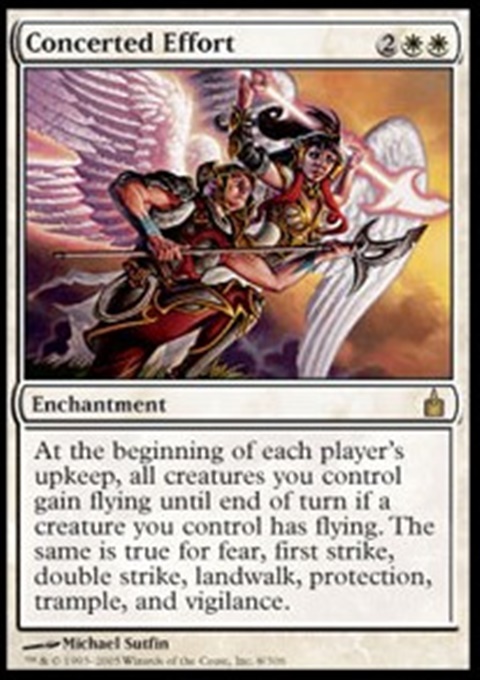 Concerted Effort 2
Enchantment
At the beginning of each player's
upkeep, all creatures you control
gain flying until end of turn if a
creature you control has flying. The
same is true for fear, first strike,
double strike, landwalk, protection,
trample, and vigilance.
Michael Sutfin
™ & © 1993-2005 Wizards of the Coast, Inc. 8/306